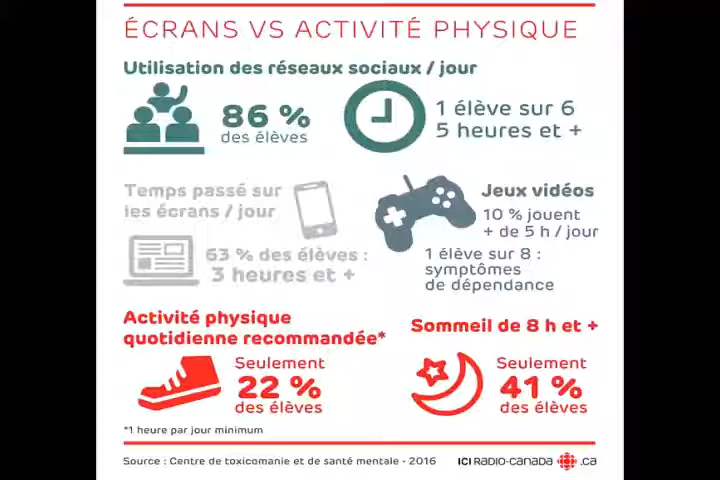 ÉCRANS VS ACTIVITÉ PHYSIQUE
Utilisation des réseaux sociaux / jour
86 %
des élèves
1 élève sur 6
5 heures et +
Temps passé sur
les écrans / jour
63 % des élèves :
3 heures et +
Jeux vidéos
10 % jouent
+ de 5 h / jour
1 élève sur 8 :
symptômes
de dépendance
Activité physique
quotidienne recommandée*
Seulement
22 %
des élèves
Sommeil de 8 h et +
Seulement
41 %
des élèves
*1 heure par jour minimum
Source : Centre de toxicomanie et de santé mentale - 2016
ICI RADIO-CANADA .ca